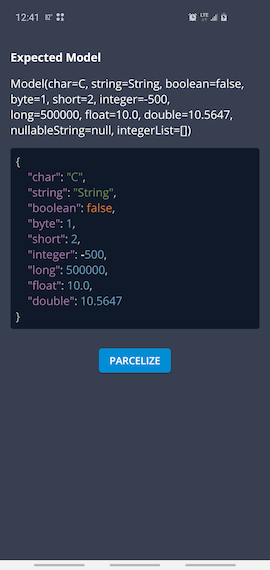 12:41
Expected Model
Model(char=C, string=String, boolean=false,
byte=1, short=2, integer=-500,
long=500000, float=10.0, double=10.5647,
nullableString=null, integerList=[])
{
"char": "C",
"string": "String",
"boolean": false,
"byte": 1,
"short": 2,
"integer": -500,
"long": 500000,
"float": 10.0,
"double": 10.5647
}
PARCELIZE